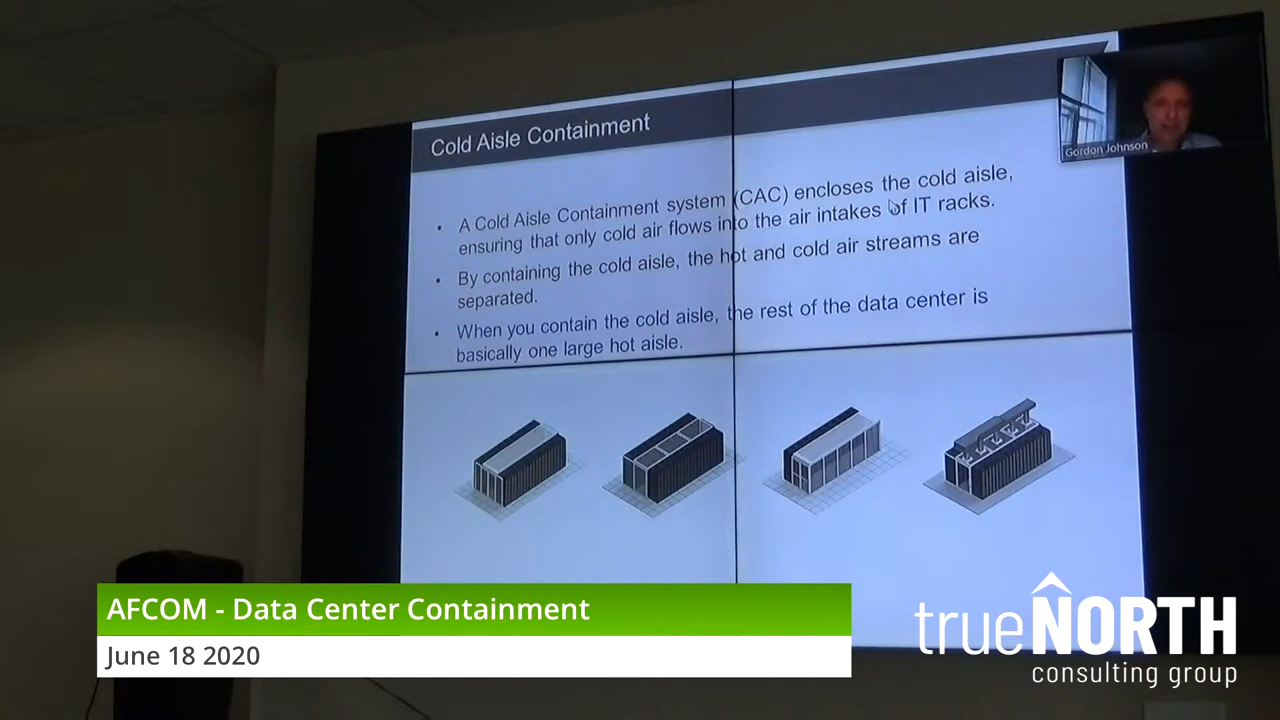 Cold Aisle Containment
Gordon Johnson
• A Cold Aisle Containment system (CAC) encloses the cold aisle,
ensuring that only cold air flows into the air intakes of IT racks.
• By containing the cold aisle, the hot and cold air streams are
separated.
• When you contain the cold aisle, the rest of the data center is
basically one large hot aisle.
AFCOM - Data Center Containment
June 18 2020
trueNORTH
consulting group